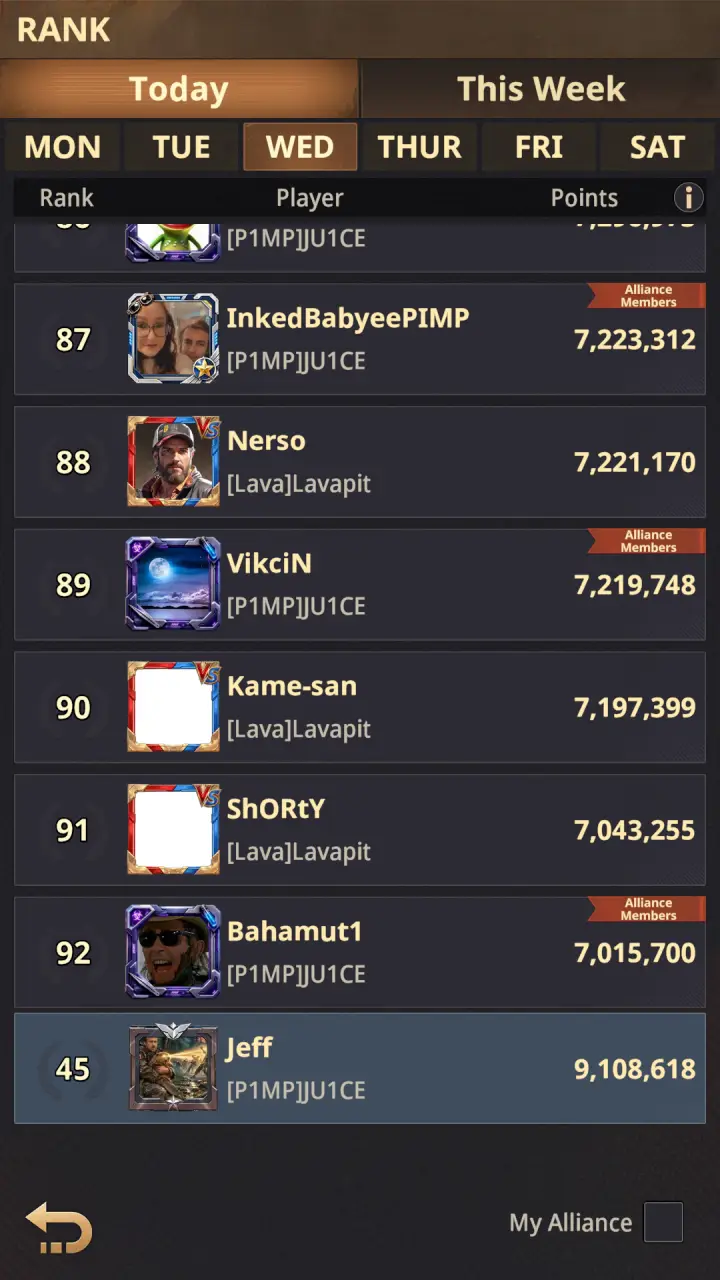 RANK
Today
This Week
MON
TUE
WED
THUR
FRI
SAT
Rank
Player
Points
[P1MP]JU1CE
Alliance
Members
87
InkedBabyeePIMP
[P1MP]JU1CE
7,223,312
88
VS
Nerso
[Lava]Lavapit
7,221,170
Alliance
Members
89
VikciN
[P1MP]JU1CE
7,219,748
90
VS
Kame-san
[Lava]Lavapit
7,197,399
91
VS
ShORtY
[Lava]Lavapit
7,043,255
Alliance
Members
92
Bahamut1
[P1MP]JU1CE
7,015,700
45
Jeff
[P1MP]JU1CE
9,108,618
My Alliance